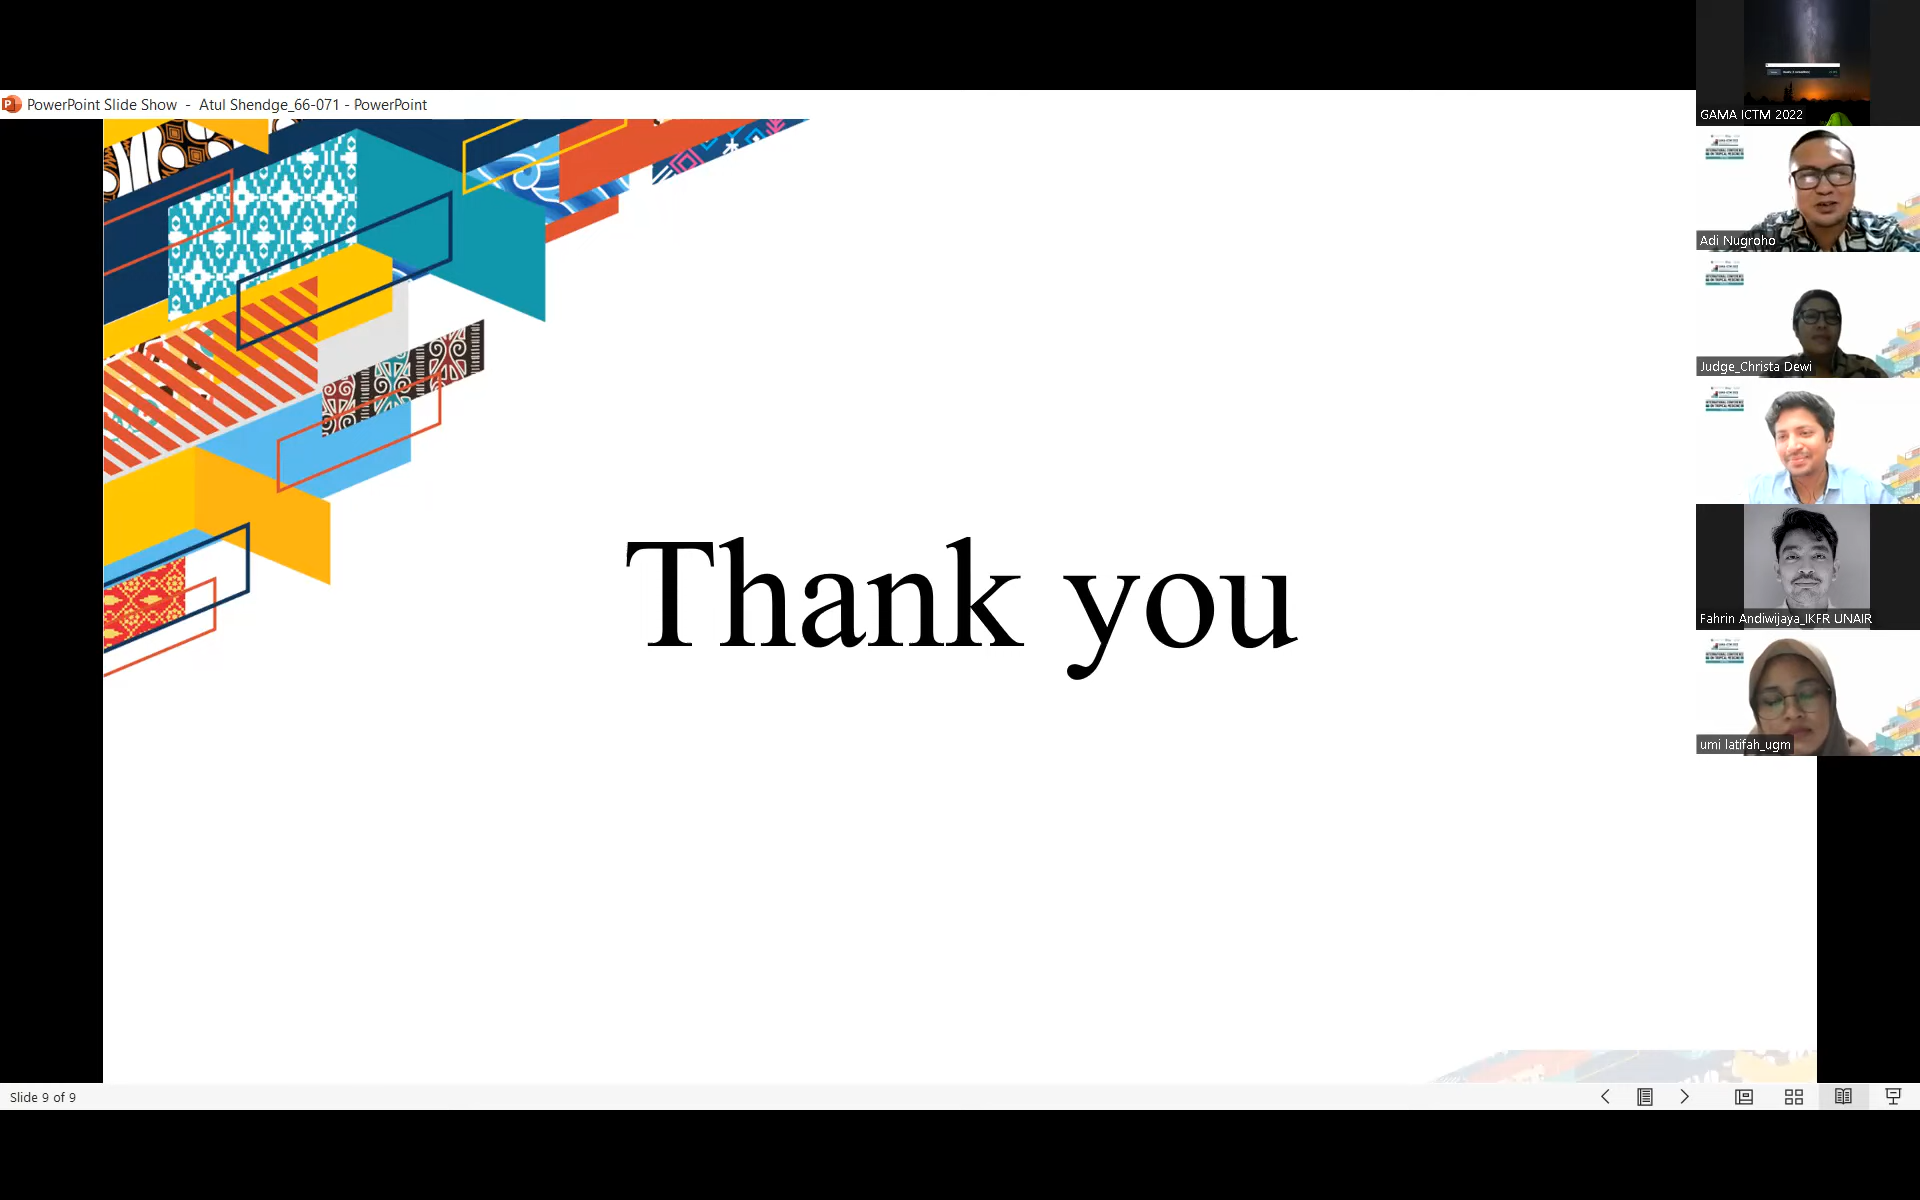 PowerPoint Slide Show - Atul Shendge_66-071 - PowerPoint
Thank you
Slide 9 of 9
GAMA ICTM 2022
Adi Nugroho
Judge_Christa Dewi
Fahrin Andiwijaya_IKFR UNAIR
umi latifah_ugm